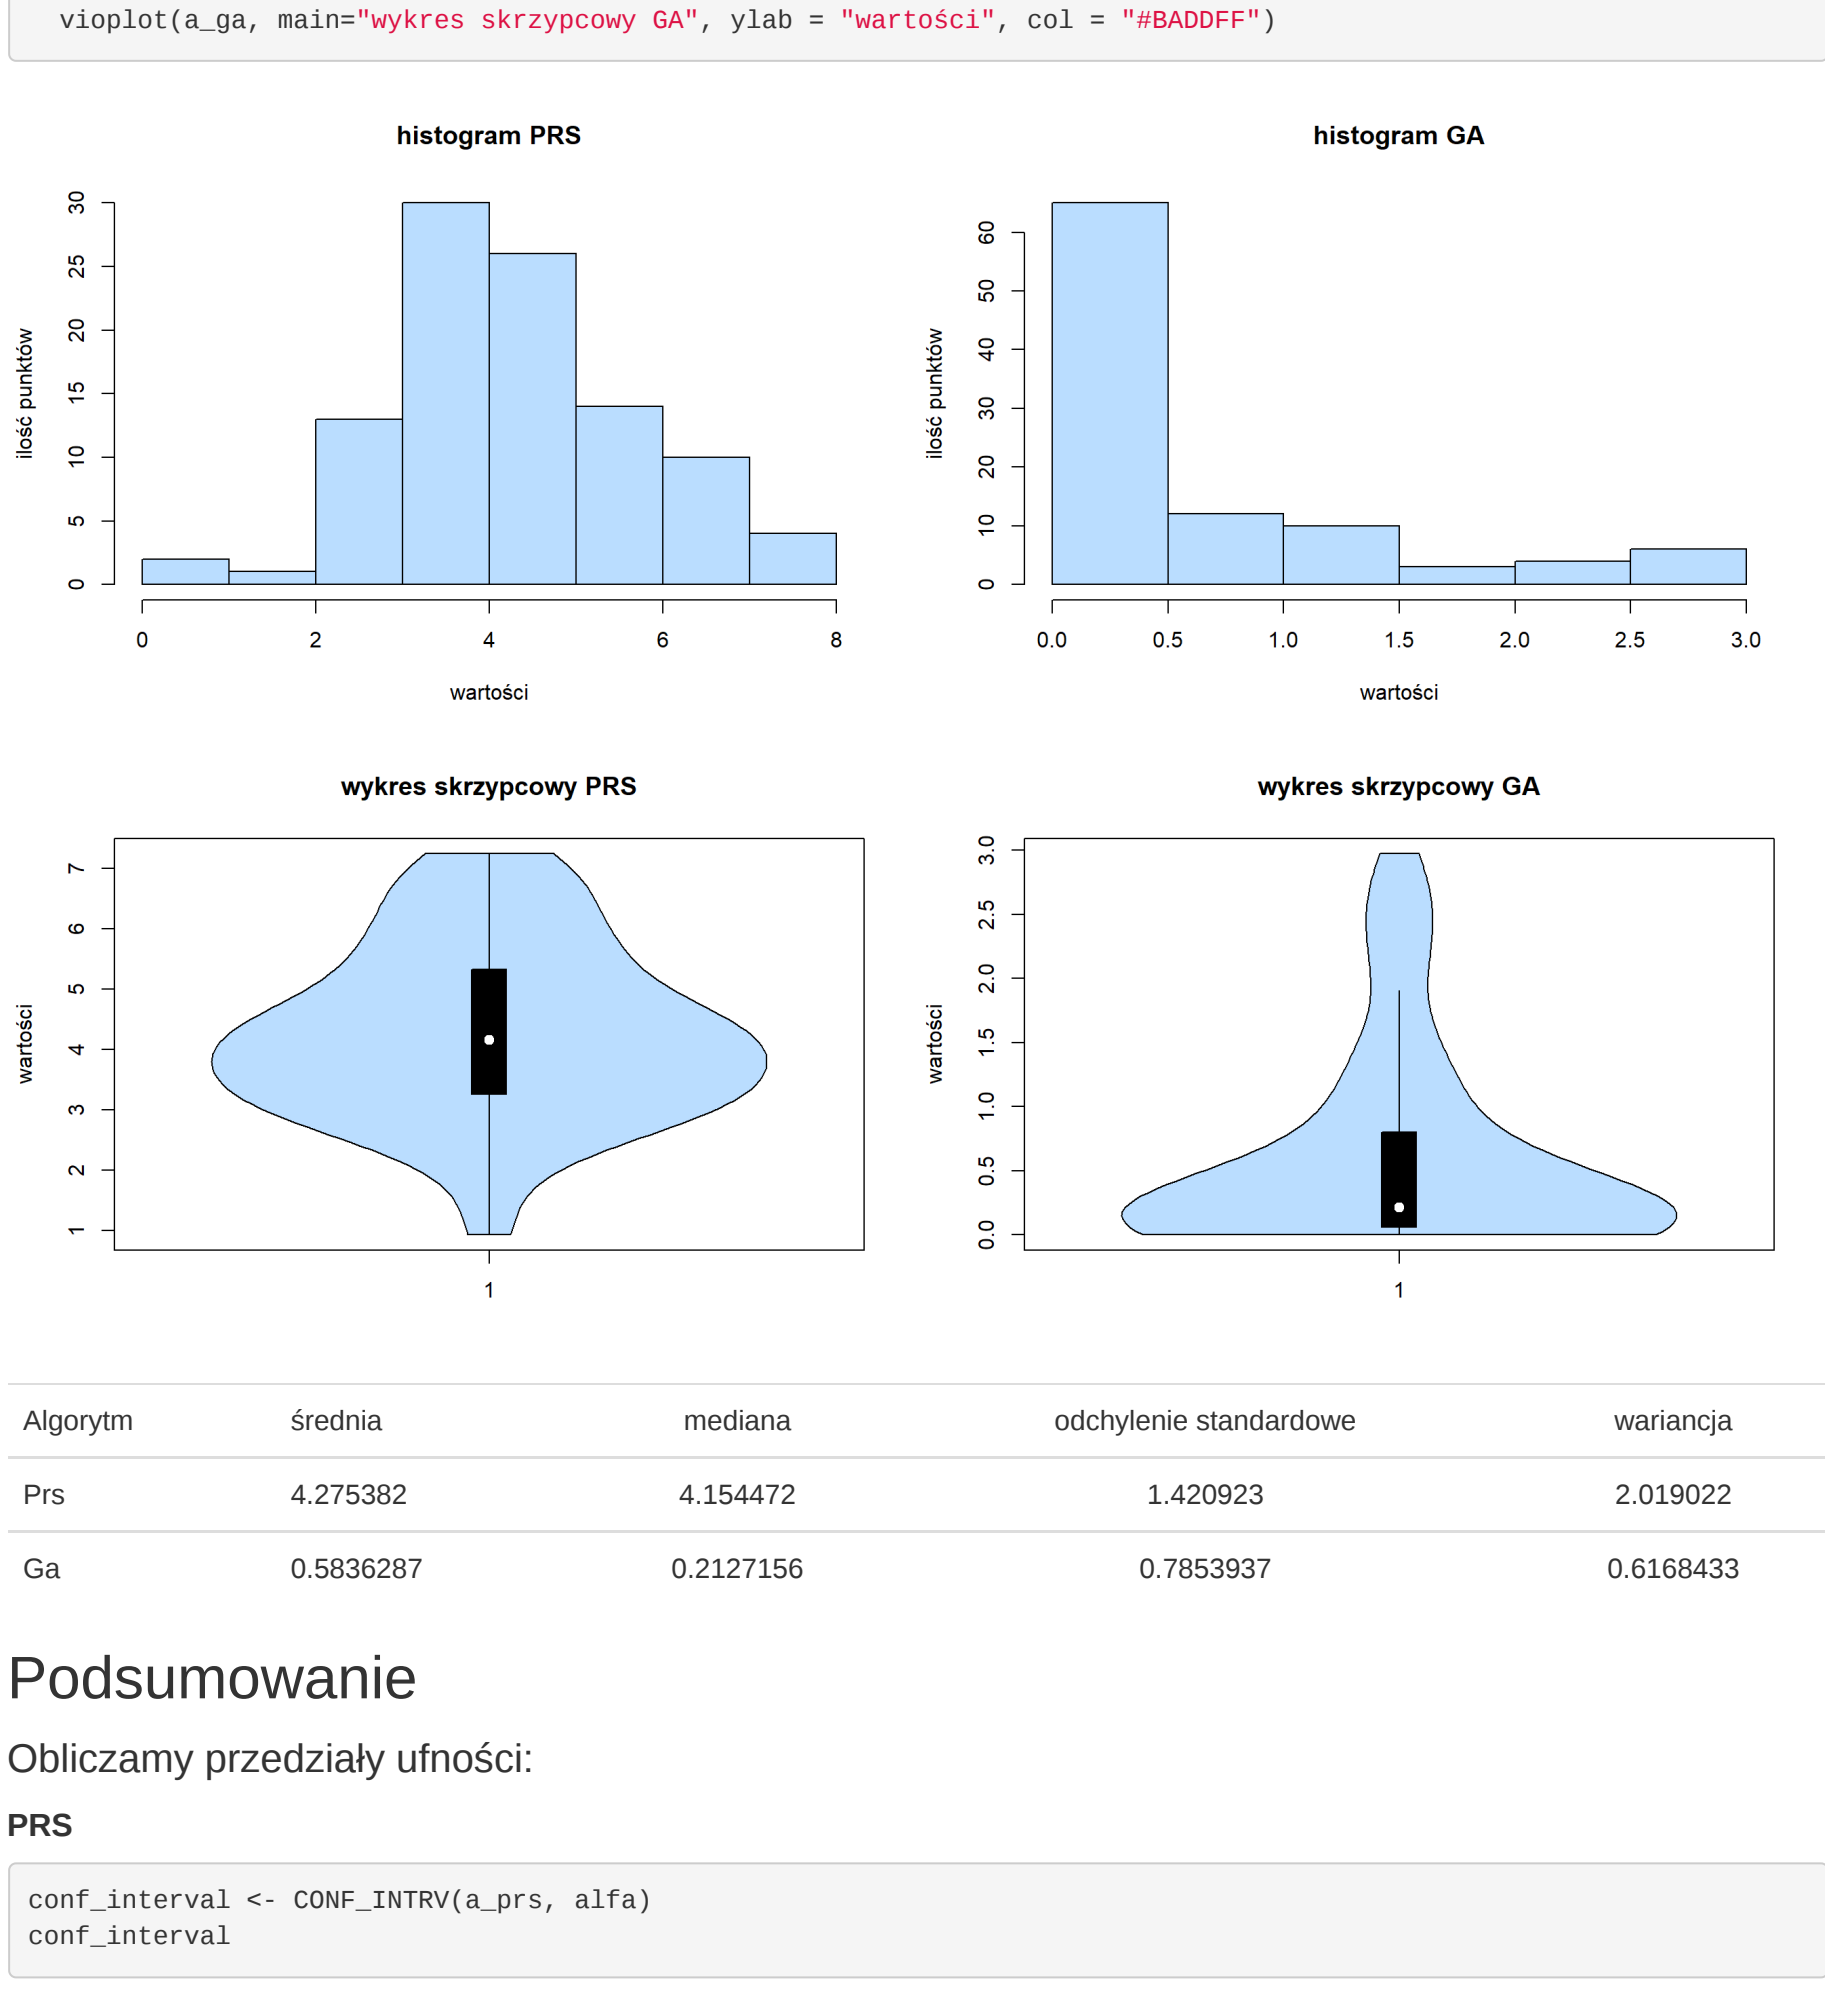 vioplot(a_ga, main="wykres skrzypcowy GA", ylab = "wartości", col = "#BADDFF")
histogram PRS
ilość punktów
30
25
20
15
10
5
0
0 2 4 6 8
wartości
histogram GA
ilość punktów
60
50
40
30
20
10
0
0.0 0.5 1.0 1.5 2.0 2.5 3.0
wartości
wykres skrzypcowy PRS
wartości
7
6
5
4
3
2
1
1
wykres skrzypcowy GA
wartości
3.0
2.5
2.0
1.5
1.0
0.5
0.0
1
Algorytm średnia mediana odchylenie standardowe wariancja
Prs 4.275382 4.154472 1.420923 2.019022
Ga 0.5836287 0.2127156 0.7853937 0.6168433
Podsumowanie
Obliczamy przedziały ufności:
PRS
conf_interval <- CONF_INTRV(a_prs, alfa)
conf_interval